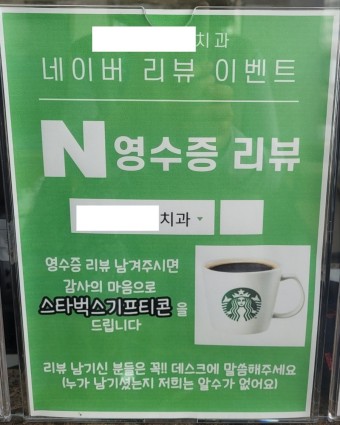 치과
네이버 리뷰 이벤트
N 영수증 리뷰
치과
영수증 리뷰 남겨주시면
감사의 마음으로
스타벅스기프티콘을
드립니다
리뷰 남기신 분들은 꼭!! 데스크에 말씀해주세요
(누가 남기셨는지 저희는 알수가 없어요)